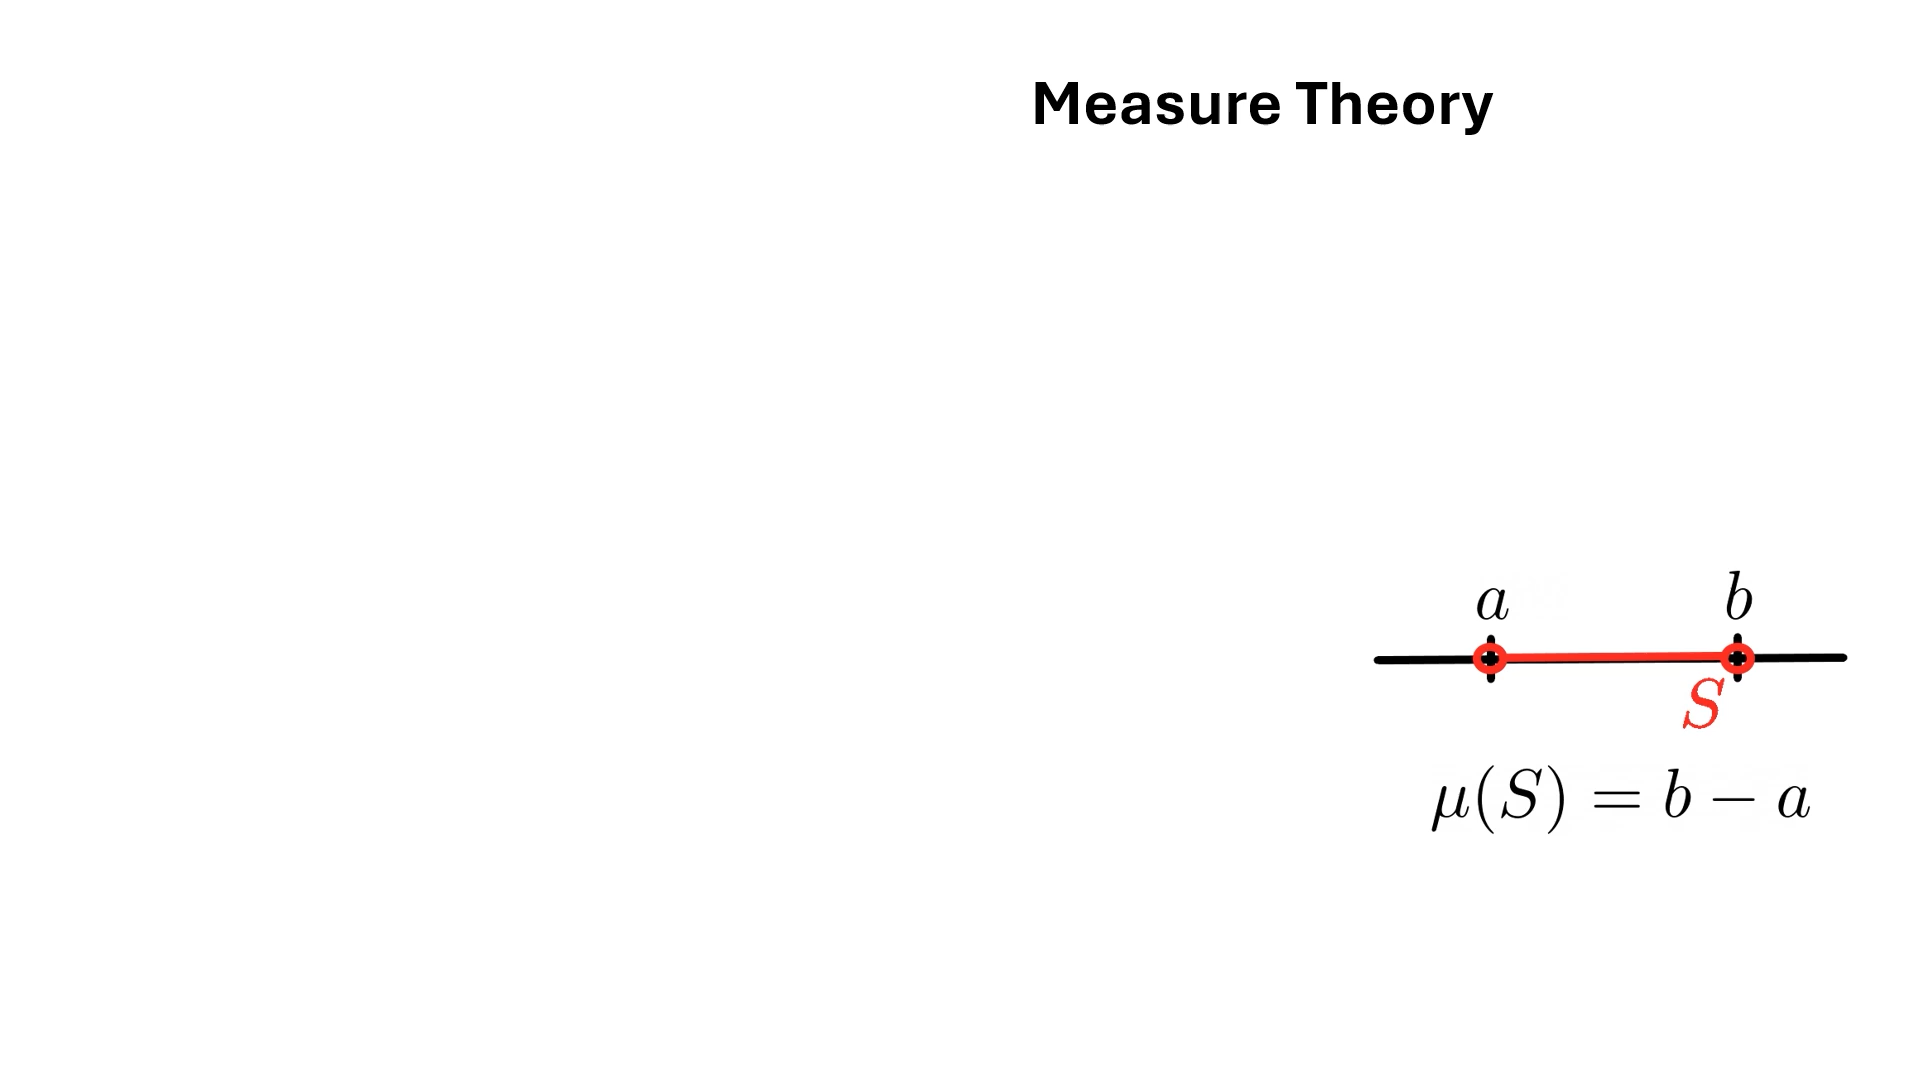 Measure Theory
a b
S
μ(S) = b − a